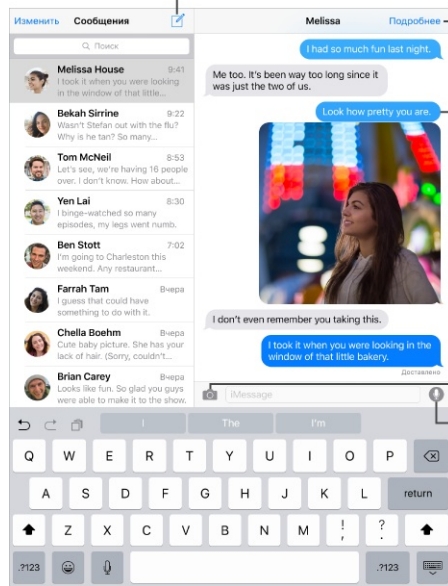 Изменить
Сообщения
Поиск
Melissa House 9:41
I took it when you were looking
in the window of that little...
Bekah Sirrine 9:22
Wasn't Stefan out with the flu?
Why is he tan? So many...
Tom McNeil 8:53
Let's see, we're having 16 people
over. I don't know. How about...
Yen Lai 8:30
I binge-watched so many
episodes, my legs went numb.
Ben Stott 7:02
I'm going to Charleston this
weekend. Any restaurant...
Farrah Tam Вчера
I guess that could have
something to do with it.
Chella Boehm Вчера
Cute baby picture. She has your
lack of hair. (Sorry, couldn't...
Brian Carey Вчера
Looks like fun. So glad you guys
were able to make it to the show.
Melissa
Подробнее
I had so much fun last night.
Me too. It's been way too long since it
was just the two of us.
Look how pretty you are.
I don't even remember you taking this.
I took it when you were looking in the
window of that little bakery.
Доставлено
iMessage
I The I'm
Q W E R T Y U I O P
A S D F G H J K L return
Z X C V B N M ! , ? .
.?123 .?123